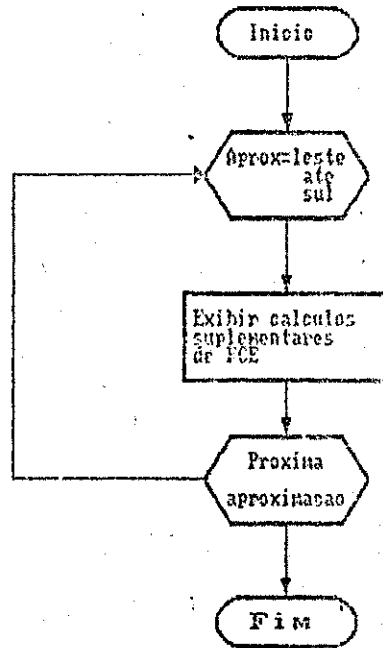 Inicio
Aprox=leste
ate
sul
Exibir calculos
suplementares
de FCE
Proxima
aproximacao
Fim